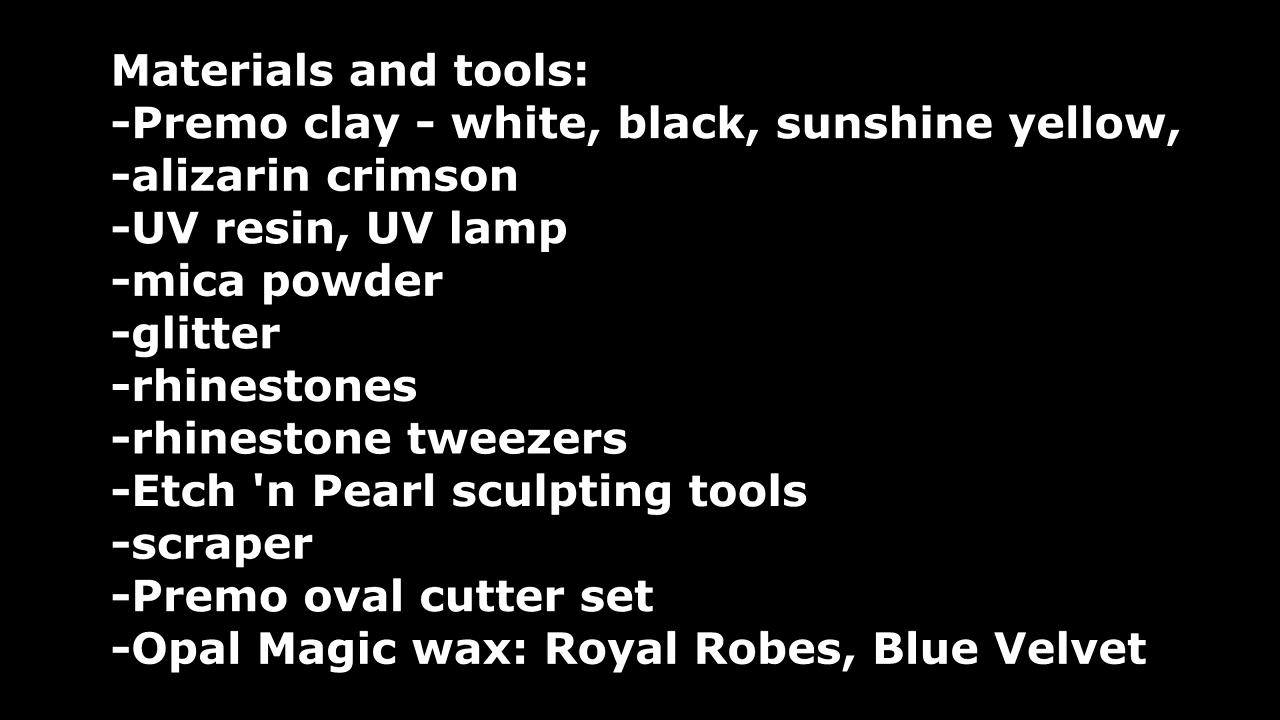 Materials and tools:
-Premo clay - white, black, sunshine yellow,
-alizarin crimson
-UV resin, UV lamp
-mica powder
-glitter
-rhinestones
-rhinestone tweezers
-Etch 'n Pearl sculpting tools
-scraper
-Premo oval cutter set
-Opal Magic wax: Royal Robes, Blue Velvet